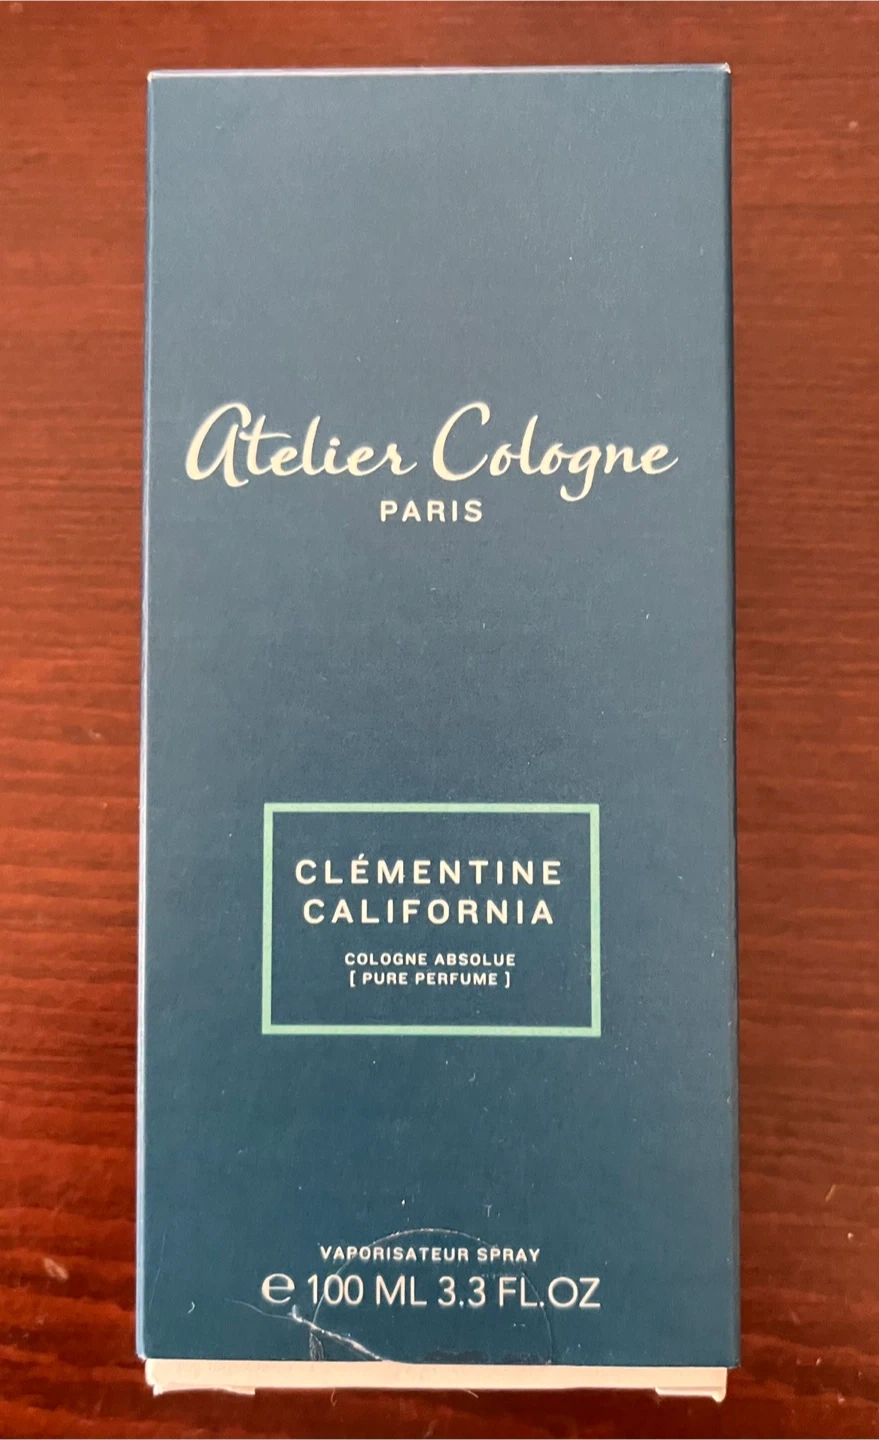 Atelier Cologne
PARIS
CLÉMENTINE
CALIFORNIA
COLOGNE ABSOLUE
[ PURE PERFUME ]
VAPORISATEUR SPRAY
℮ 100 ML 3.3 FL.OZ